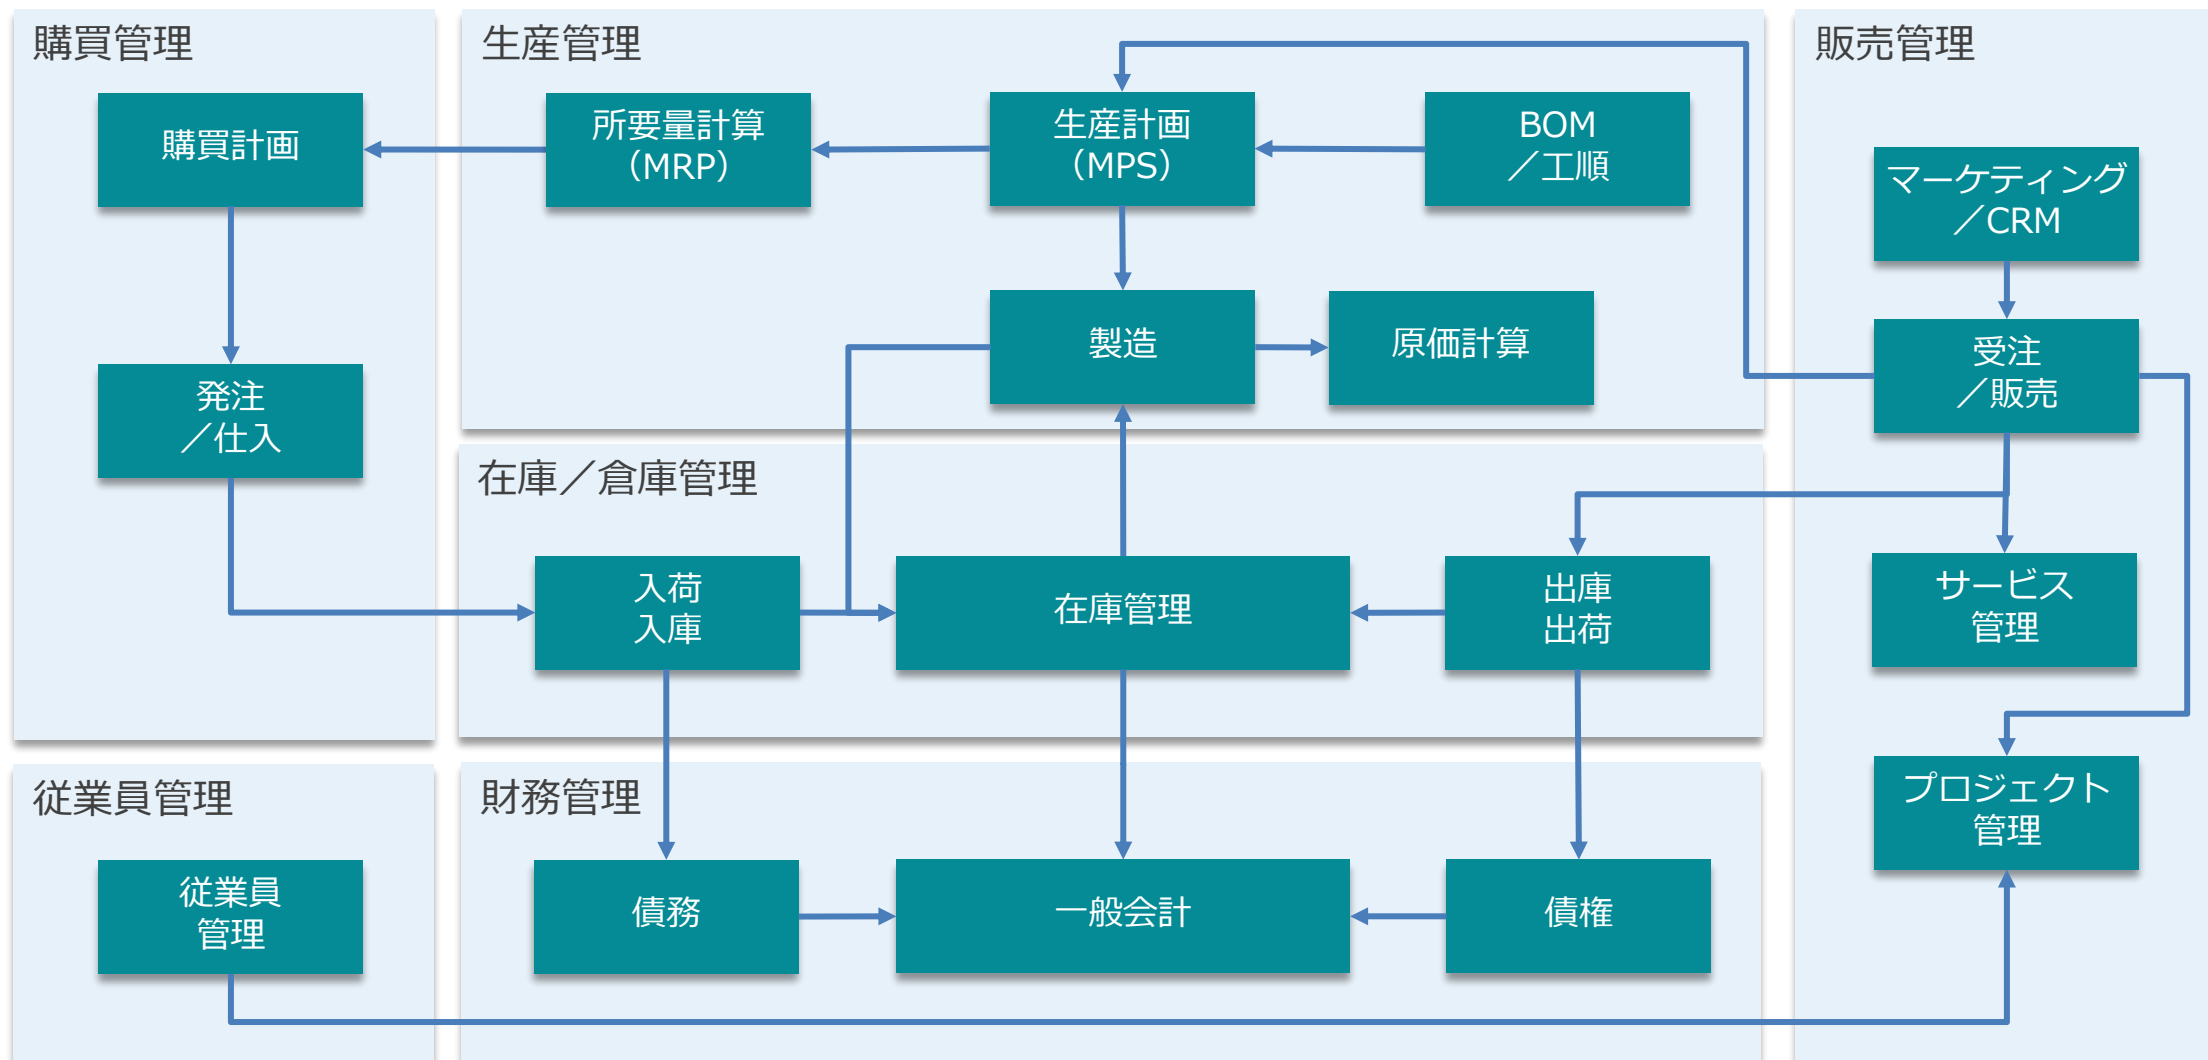 購買管理
購買計画
発注
／仕入
生産管理
所要量計算
（MRP）
生産計画
（MPS）
BOM
／工順
製造
原価計算
在庫／倉庫管理
入荷
入庫
在庫管理
出庫
出荷
販売管理
マーケティング
／CRM
受注
／販売
サービス
管理
プロジェクト
管理
従業員管理
従業員
管理
財務管理
債務
一般会計
債権